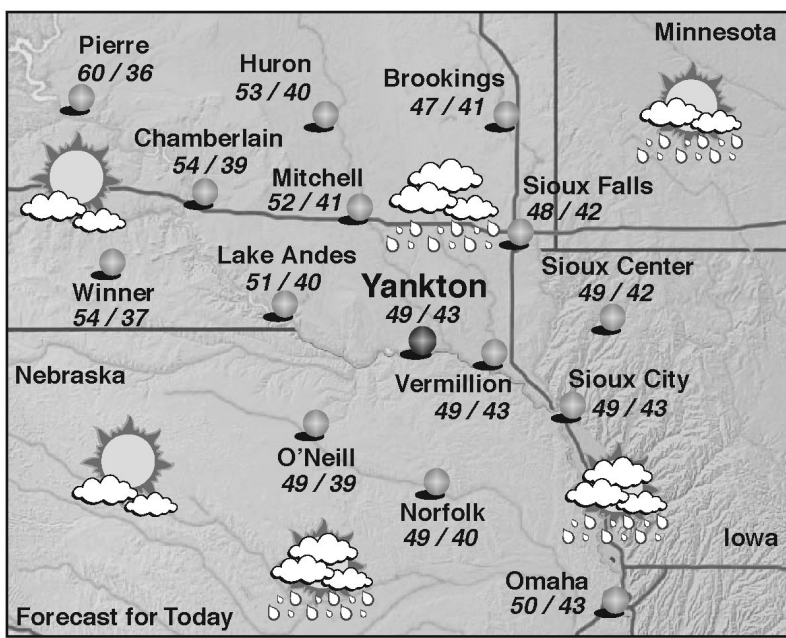 Minnesota
Pierre
60 / 36
Huron
53 / 40
Brookings
47 / 41
Chamberlain
54 / 39
Mitchell
52 / 41
Sioux Falls
48 / 42
Winner
54 / 37
Lake Andes
51 / 40
Yankton
49 / 43
Sioux Center
49 / 42
Nebraska
Vermillion
49 / 43
Sioux City
49 / 43
O'Neill
49 / 39
Norfolk
49 / 40
Iowa
Omaha
50 / 43
Forecast for Today